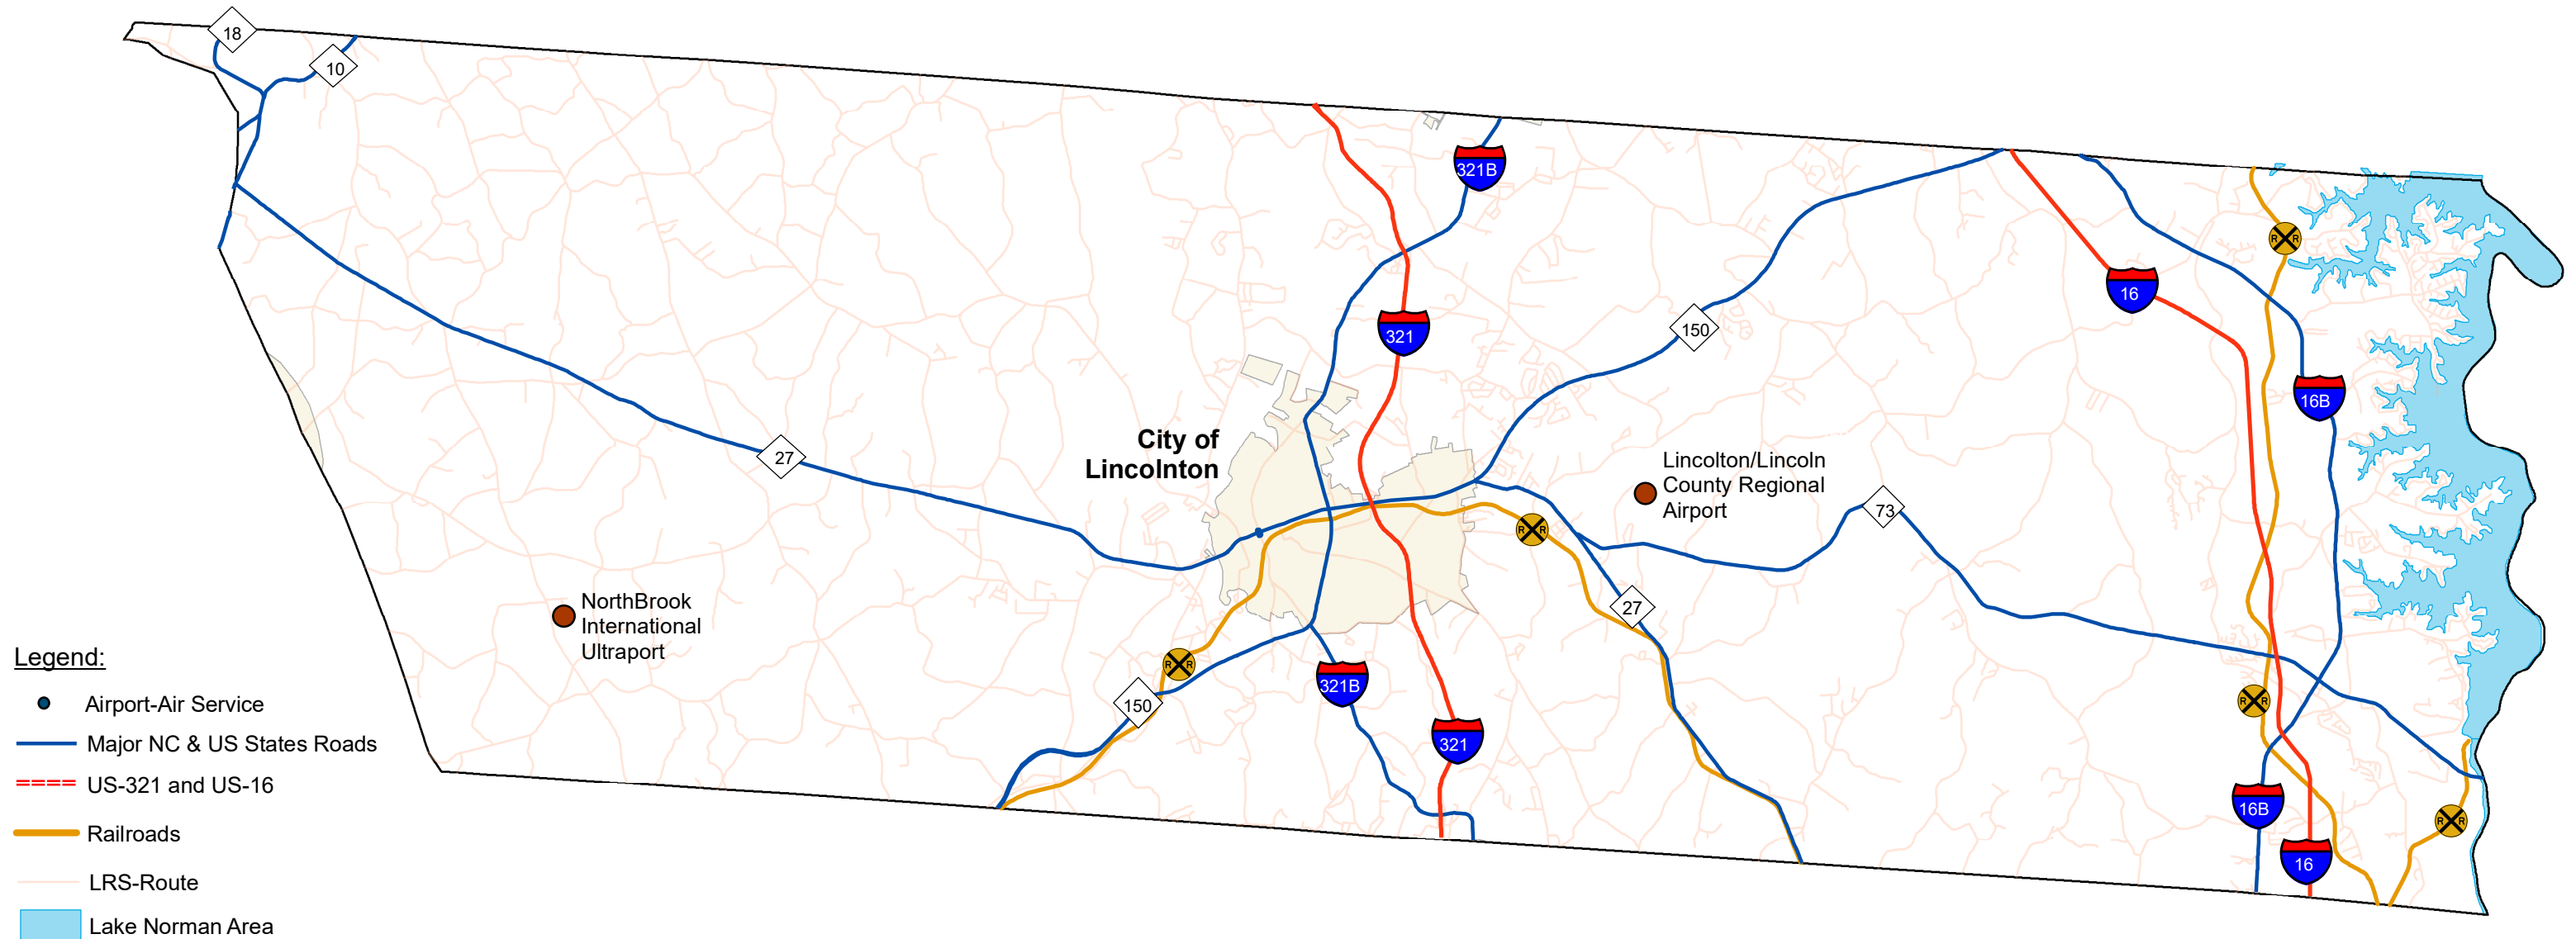 18
10
321B
16
321
150
16B
City of
Lincolnton
27
Lincolton/Lincoln
County Regional
Airport
73
R R
R R
NorthBrook
International
Ultraport
27
R R
321B
150
R R
321
16B
R R
16
Legend:
Airport-Air Service
Major NC & US States Roads
US-321 and US-16
Railroads
LRS-Route
Lake Norman Area